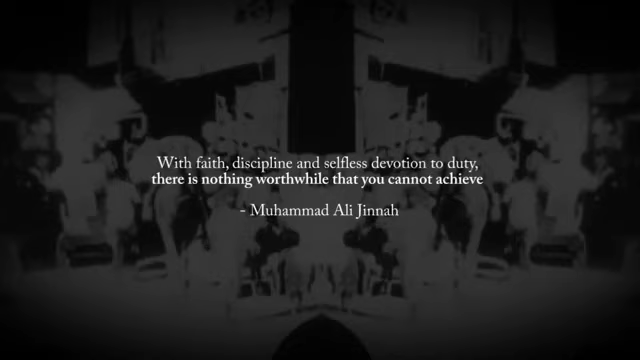 With faith, discipline and selfless devotion to duty,
there is nothing worthwhile that you cannot achieve
- Muhammad Ali Jinnah